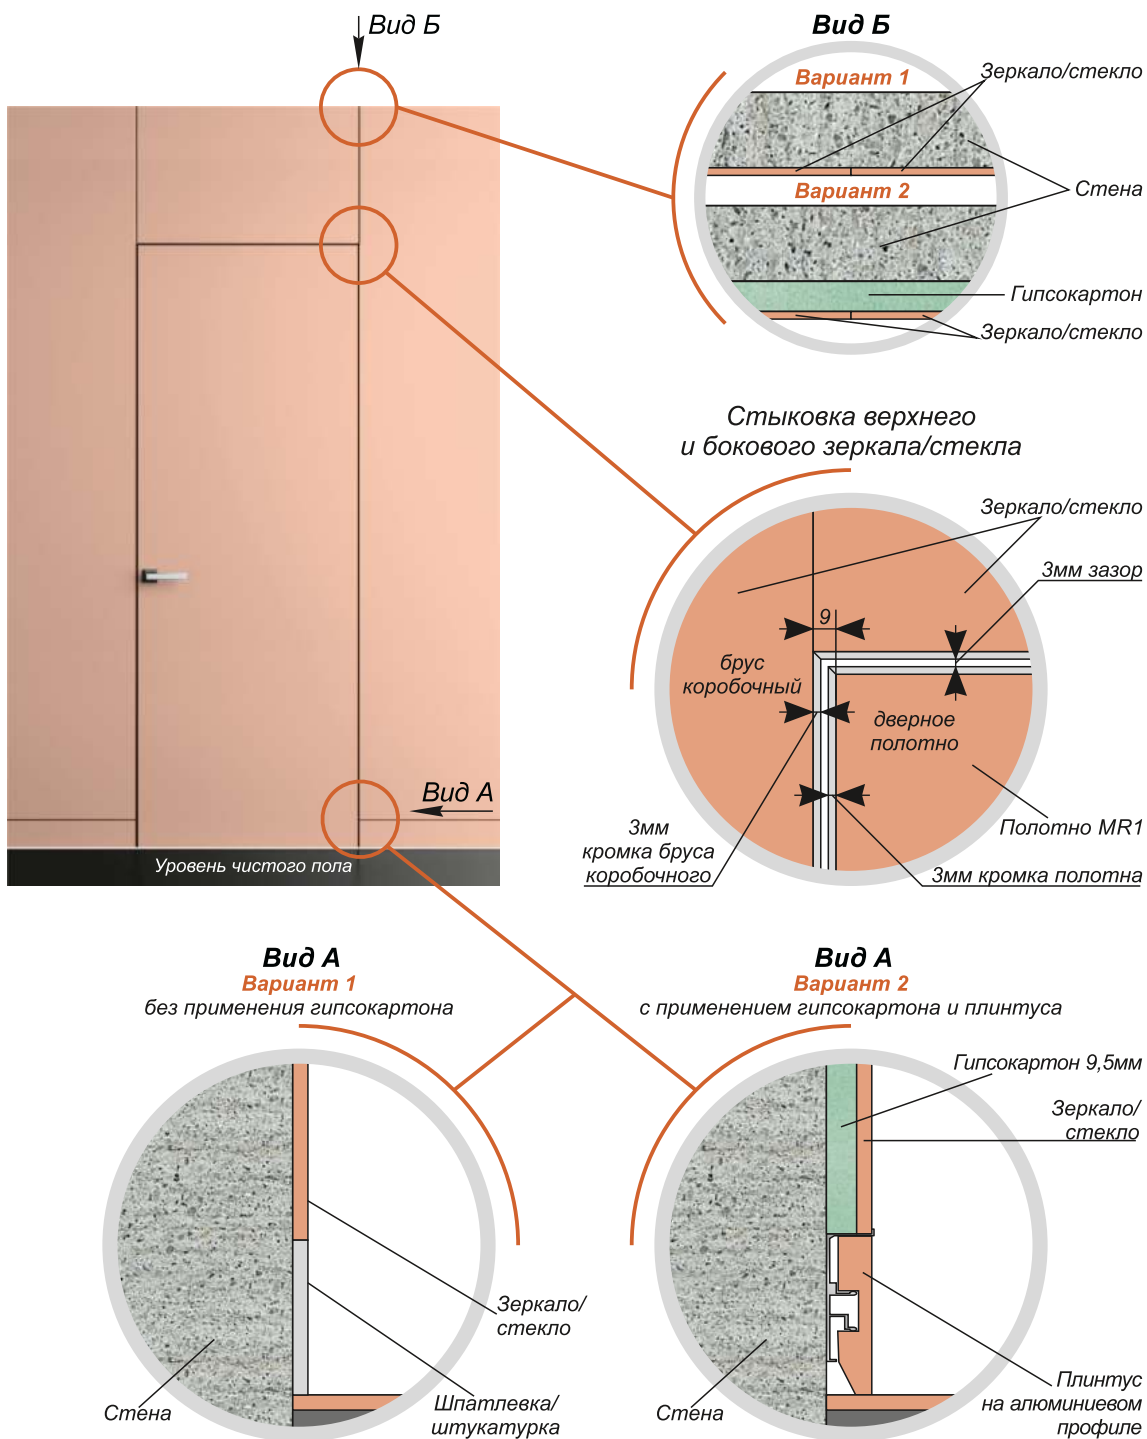 Вид Б
Вид А
Уровень чистого пола
Вид Б
Вариант 1
Зеркало/стекло
Вариант 2
Стена
Гипсокартон
Зеркало/стекло
Стыковка верхнего
и бокового зеркала/стекла
Зеркало/стекло
3мм зазор
9
брус
коробочный
дверное
полотно
Полотно MR1
3мм
кромка бруса
коробочного
3мм кромка полотна
Вид А
Вариант 1
без применения гипсокартона
Зеркало/
стекло
Стена
Шпатлевка/
штукатурка
Вид А
Вариант 2
с применением гипсокартона и плинтуса
Гипсокартон 9,5мм
Зеркало/
стекло
Стена
Плинтус
на алюминиевом
профиле